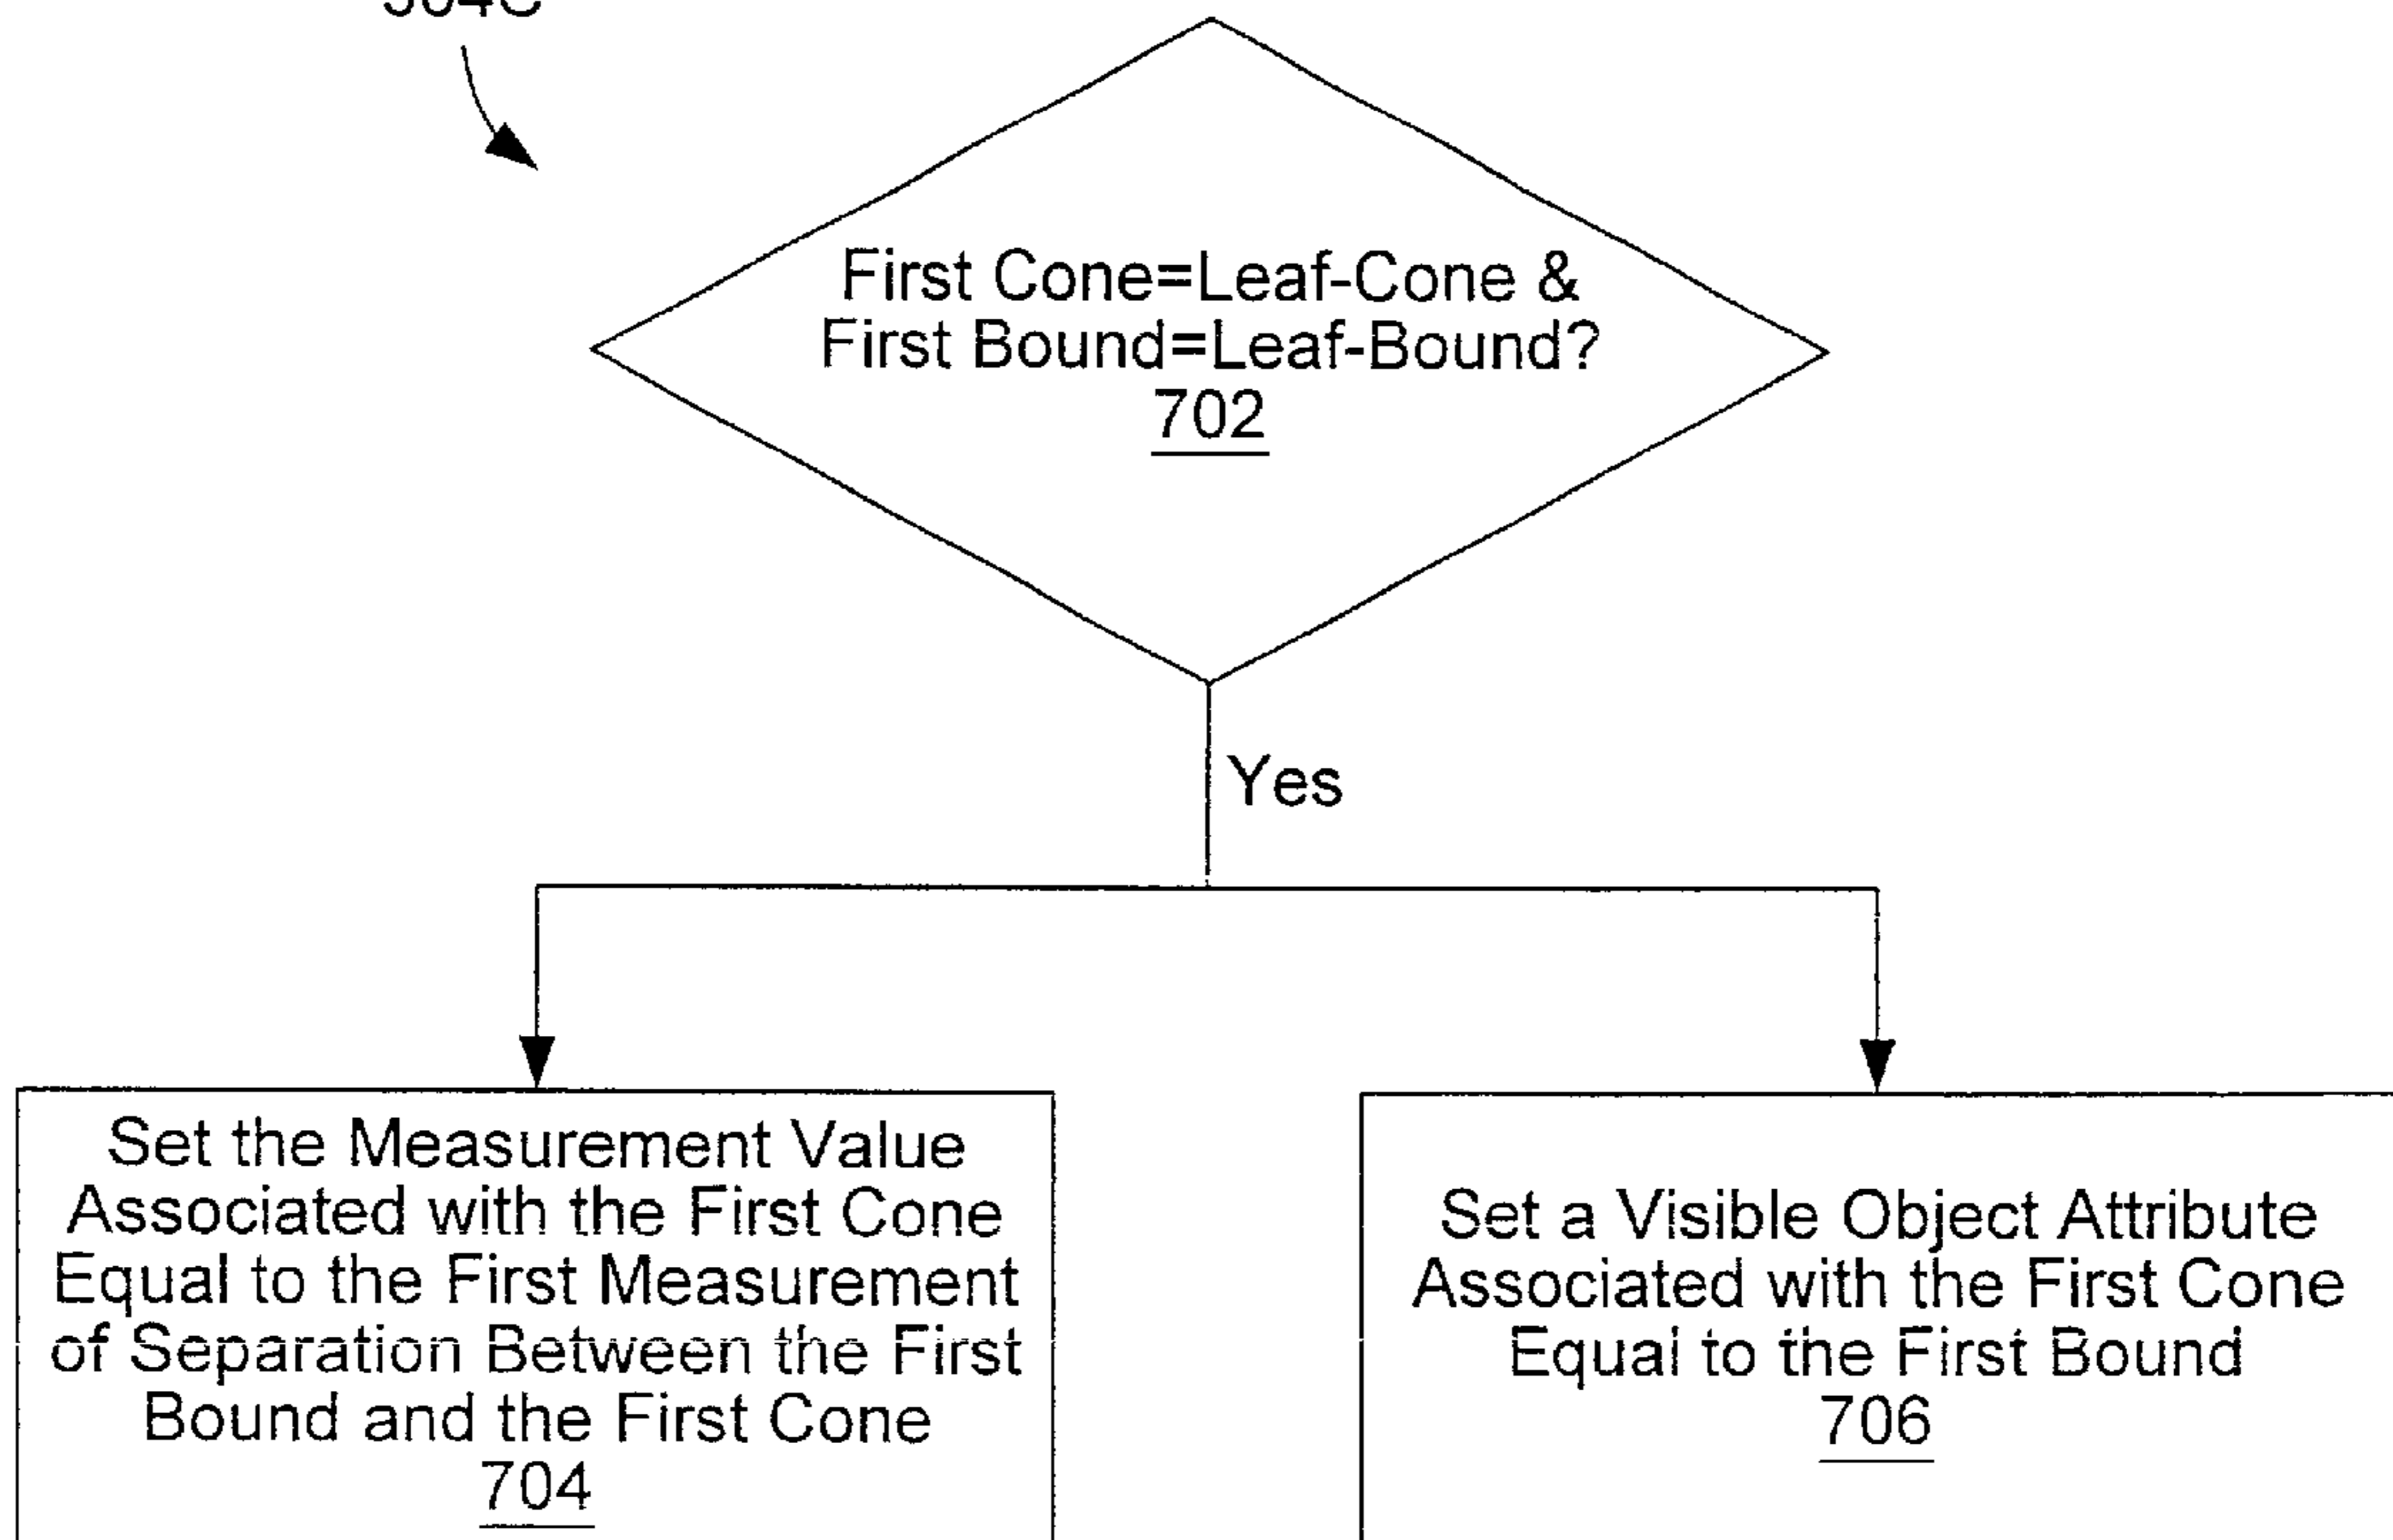 First Cone=Leaf-Cone &
First Bound=Leaf-Bound?
702
Yes
Set the Measurement Value
Associated with the First Cone
Equal to the First Measurement
of Separation Between the First
Bound and the First Cone
704
Set a Visible Object Attribute
Associated with the First Cone
Equal to the First Bound
706